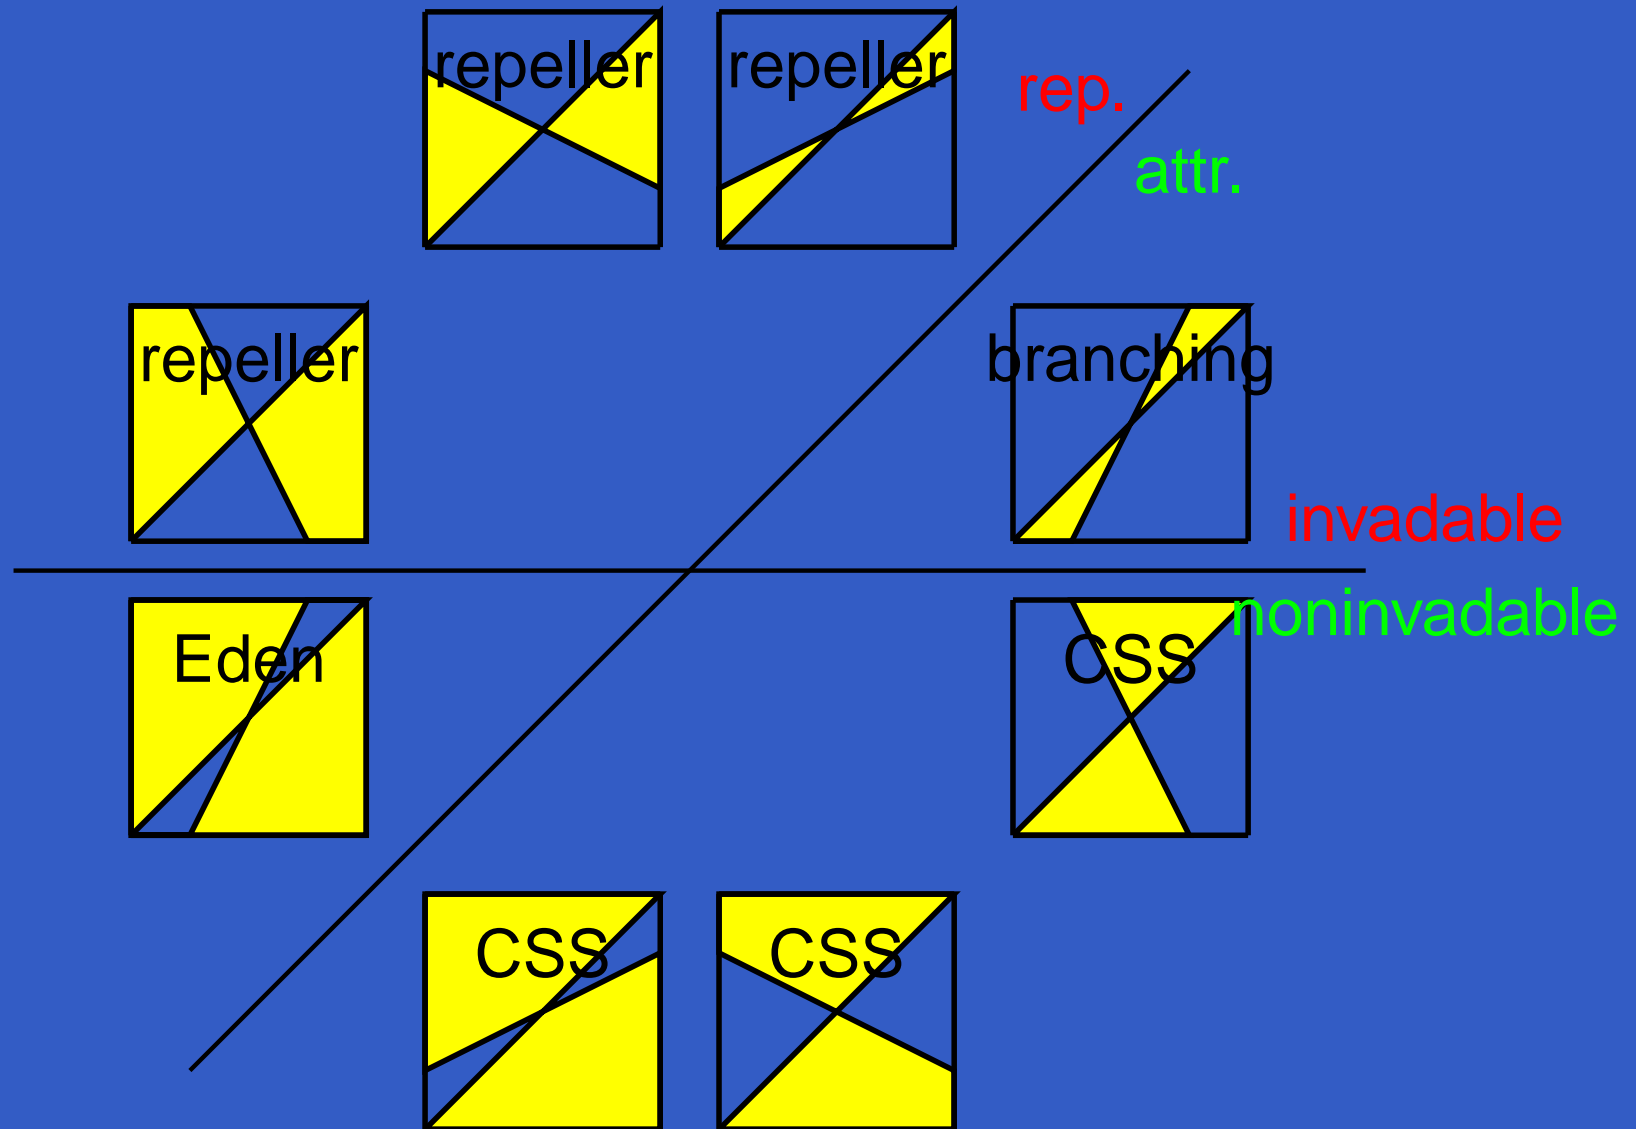 repeller
repeller
rep.
attr.
repeller
branching
invadable
noninvadable
Eden
CSS
CSS
CSS